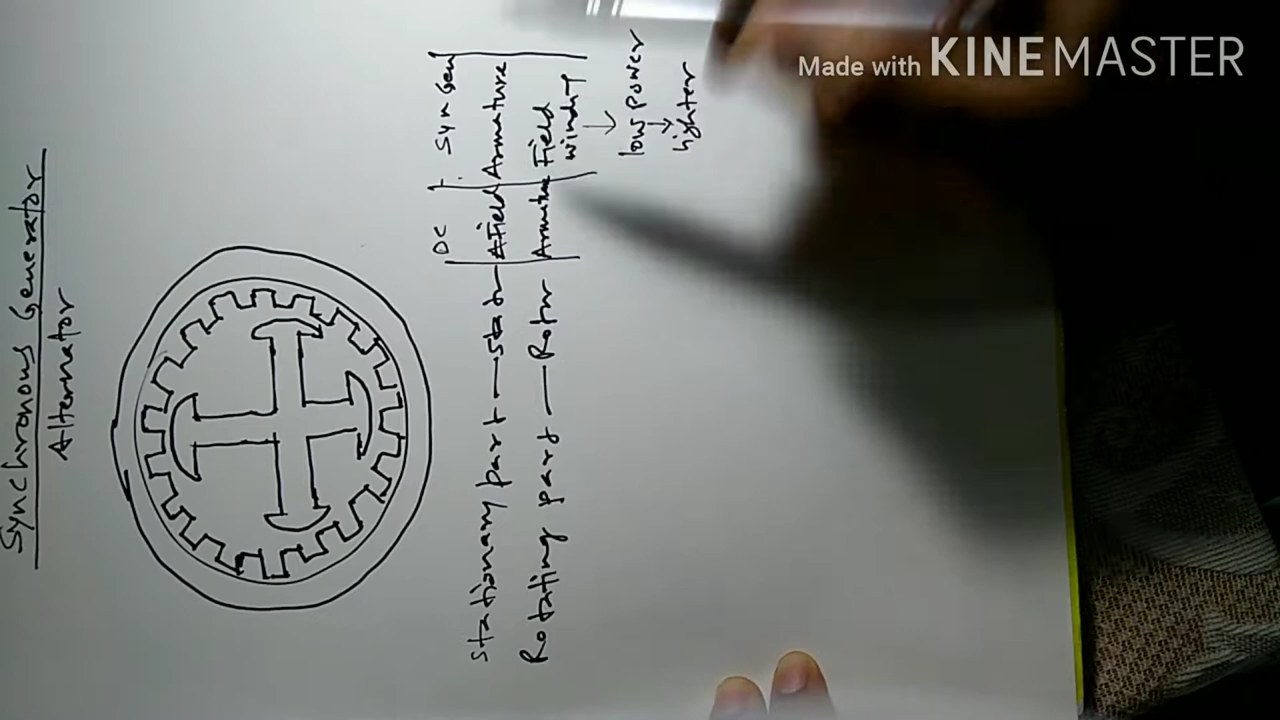 Made with KINEMASTER
Synchronous Generator
Alternator
DC Syn Gen
Stationary part — Stator Field Armature
Rotating part — Rotor Armature Field
winding
↓
low power
↓
lighter